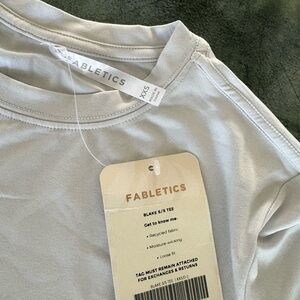 FABLETICS
XXS
FABLETICS
BLAKE S/S TEE
Get to know me:
• Recycled fabric
• Moisture-wicking
• Loose fit
TAG MUST REMAIN ATTACHED
FOR EXCHANGES & RETURNS